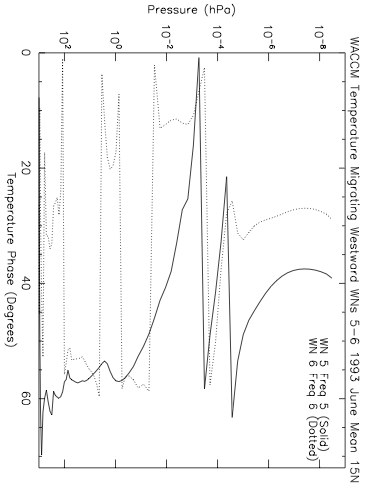 WACCM Temperature Migrating Westword WNs 5-6 1993 June Mean 15N
WN 5 Freq 5 (Solid)
WN 6 Freq 6 (Dotted)
Pressure (hPa)
10⁻⁸
10⁻⁶
10⁻⁴
10⁻²
10⁰
10²
0
20
40
60
Temperature Phase (Degrees)